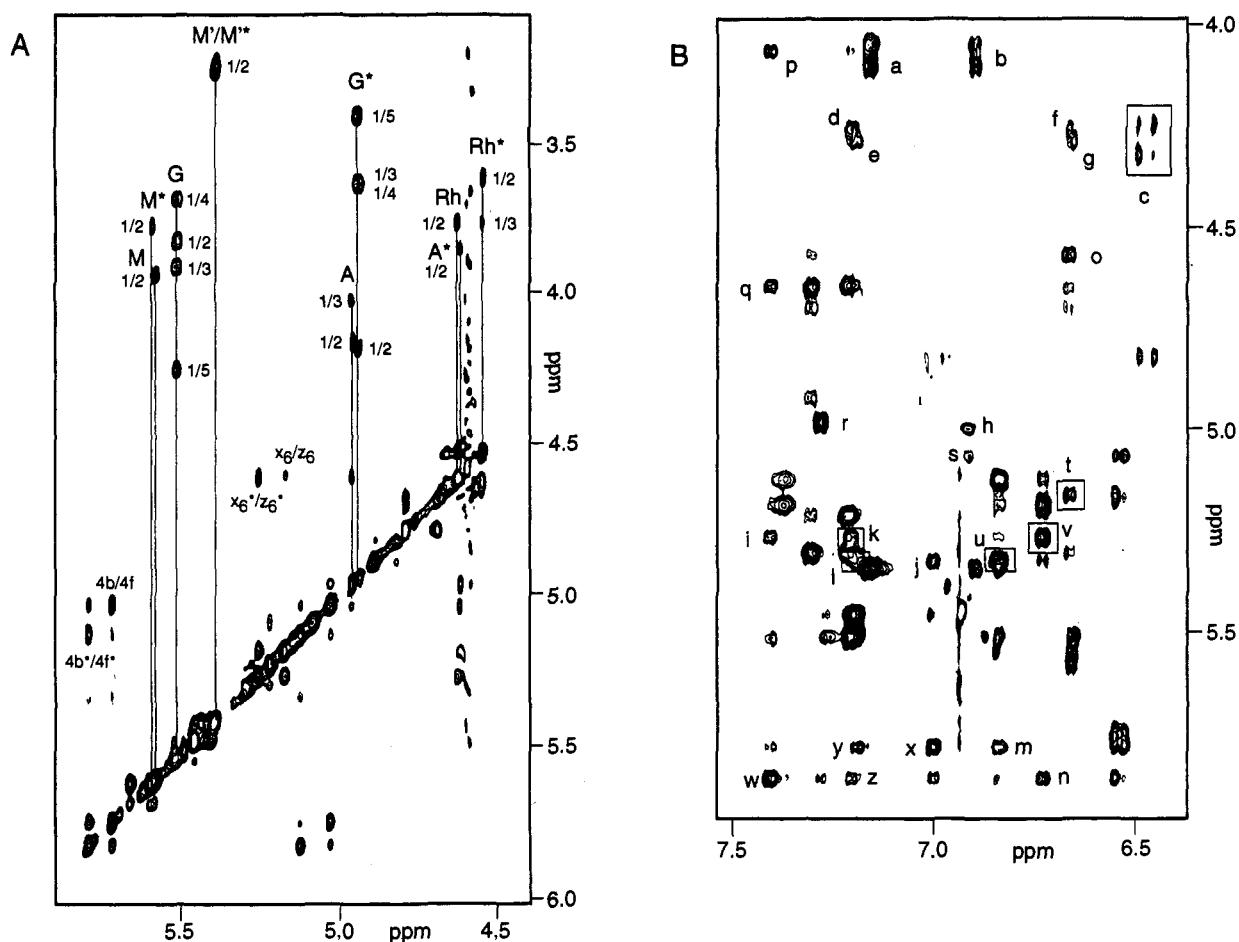 A
M'/M'*
1/2
G*
1/5
1/3
1/4
Rh*
1/2
1/3
Rh
1/2
A*
1/2
G
1/4
1/2
1/3
1/5
M*
1/2
M
1/2
A
1/3
1/2
1/2
x6/z6
x6*/z6*
4b/4f
4b*/4f*
3.5
4.0
ppm
4.5
5.0
5.5
6.0
5.5
5.0
ppm
4,5
B
p
a
b
d
e
f
g
c
o
q
r
h
s
t
i
k
l
j
u
v
w
y
z
x
m
n
4.0
4.5
5.0
ppm
5.5
7.5
7.0
ppm
6.5